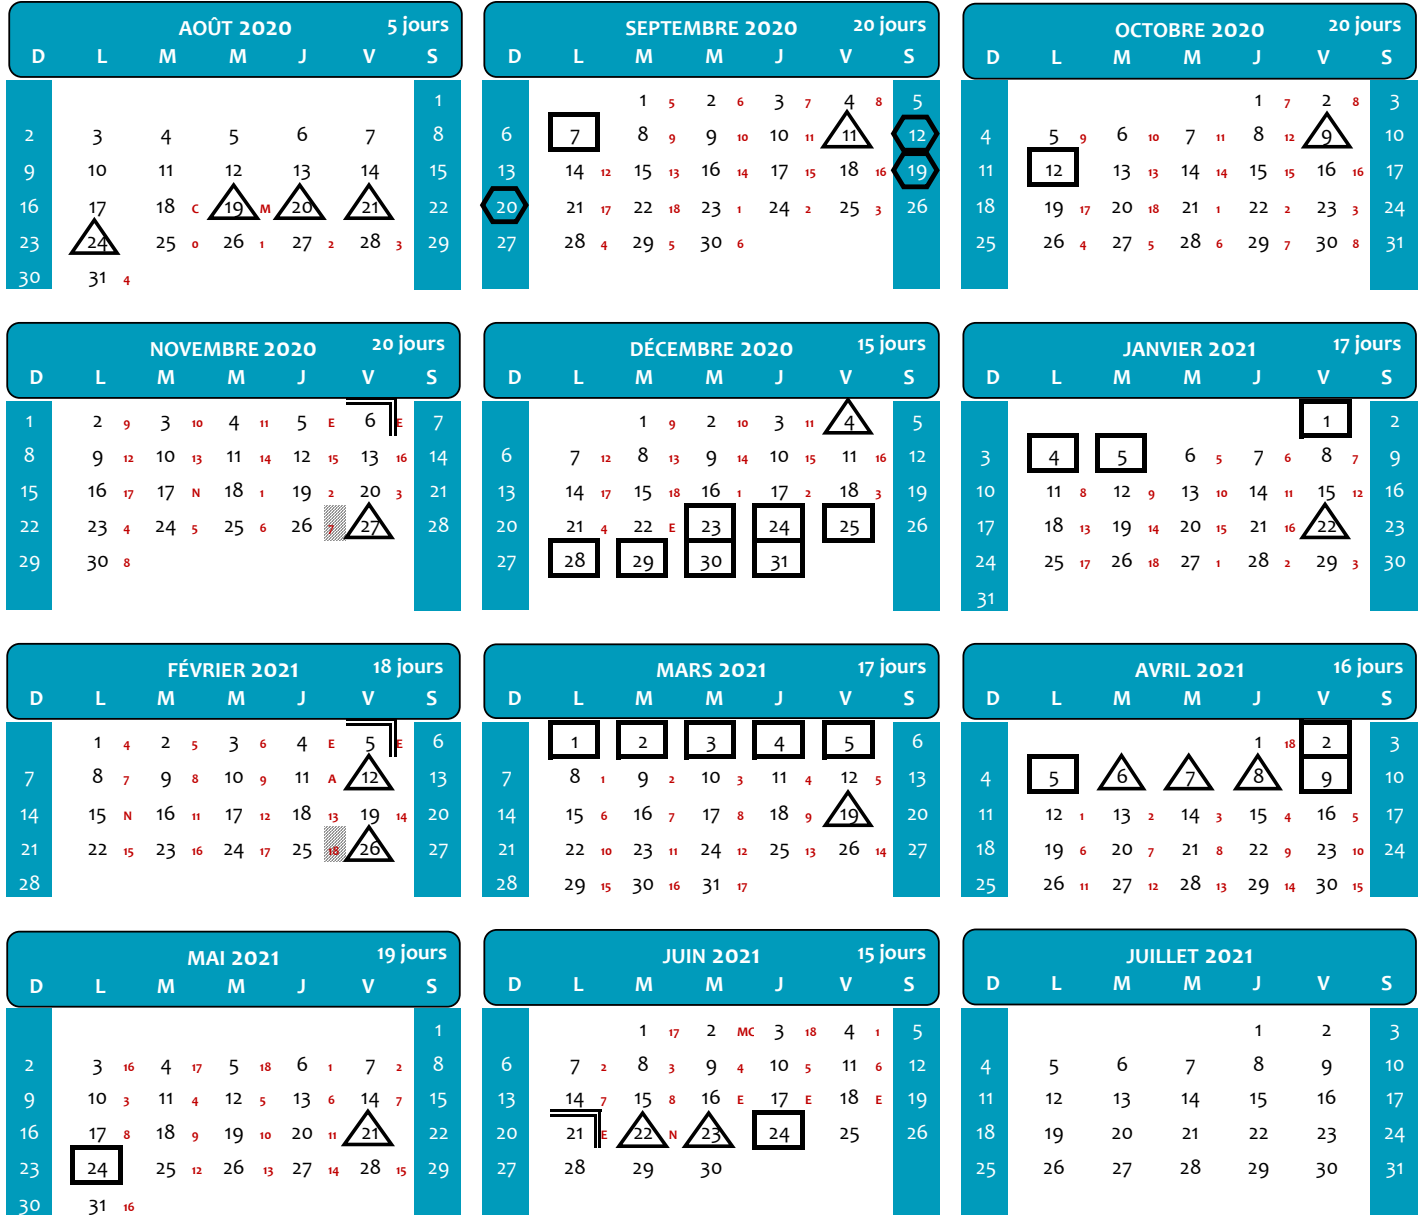 AOÛT 2020 5 jours
D L M M J V S
1
2 3 4 5 6 7 8
9 10 11 12 13 14 15
16 17 18 C 19 M 20 21 22
23 24 25 0 26 1 27 2 28 3 29
30 31 4
SEPTEMBRE 2020 20 jours
D L M M J V S
1 5 2 6 3 7 4 8 5
6 7 8 9 9 10 10 11 11 12
13 14 12 15 13 16 14 17 15 18 16 19
20 21 17 22 18 23 1 24 2 25 3 26
27 28 4 29 5 30 6
OCTOBRE 2020 20 jours
D L M M J V S
1 7 2 8 3
4 5 9 6 10 7 11 8 12 9 10
11 12 13 13 14 14 15 15 16 16 17
18 19 17 20 18 21 1 22 2 23 3 24
25 26 4 27 5 28 6 29 7 30 8 31
NOVEMBRE 2020 20 jours
D L M M J V S
1 2 9 3 10 4 11 5 E 6 E 7
8 9 12 10 13 11 14 12 15 13 16 14
15 16 17 17 N 18 1 19 2 20 3 21
22 23 4 24 5 25 6 26 7 27 28
29 30 8
DÉCEMBRE 2020 15 jours
D L M M J V S
1 9 2 10 3 11 4 5
6 7 12 8 13 9 14 10 15 11 16 12
13 14 17 15 18 16 1 17 2 18 3 19
20 21 4 22 E 23 24 25 26
27 28 29 30 31
JANVIER 2021 17 jours
D L M M J V S
1 2
3 4 5 6 5 7 6 8 7 9
10 11 8 12 9 13 10 14 11 15 12 16
17 18 13 19 14 20 15 21 16 22 23
24 25 17 26 18 27 1 28 2 29 3 30
31
FÉVRIER 2021 18 jours
D L M M J V S
1 4 2 5 3 6 4 E 5 E 6
7 8 7 9 8 10 9 11 A 12 13
14 15 N 16 11 17 12 18 13 19 14 20
21 22 15 23 16 24 17 25 18 26 27
28
MARS 2021 17 jours
D L M M J V S
1 2 3 4 5 6
7 8 1 9 2 10 3 11 4 12 5 13
14 15 6 16 7 17 8 18 9 19 20
21 22 10 23 11 24 12 25 13 26 14 27
28 29 15 30 16 31 17
AVRIL 2021 16 jours
D L M M J V S
1 18 2 3
4 5 6 7 8 9 10
11 12 1 13 2 14 3 15 4 16 5 17
18 19 6 20 7 21 8 22 9 23 10 24
25 26 11 27 12 28 13 29 14 30 15
MAI 2021 19 jours
D L M M J V S
1
2 3 16 4 17 5 18 6 1 7 2 8
9 10 3 11 4 12 5 13 6 14 7 15
16 17 8 18 9 19 10 20 11 21 22
23 24 25 12 26 13 27 14 28 15 29
30 31 16
JUIN 2021 15 jours
D L M M J V S
1 17 2 MC 3 18 4 1 5
6 7 2 8 3 9 4 10 5 11 6 12
13 14 7 15 8 16 E 17 E 18 E 19
20 21 E 22 N 23 24 25 26
27 28 29 30
JUILLET 2021
D L M M J V S
1 2 3
4 5 6 7 8 9 10
11 12 13 14 15 16 17
18 19 20 21 22 23 24
25 26 27 28 29 30 31